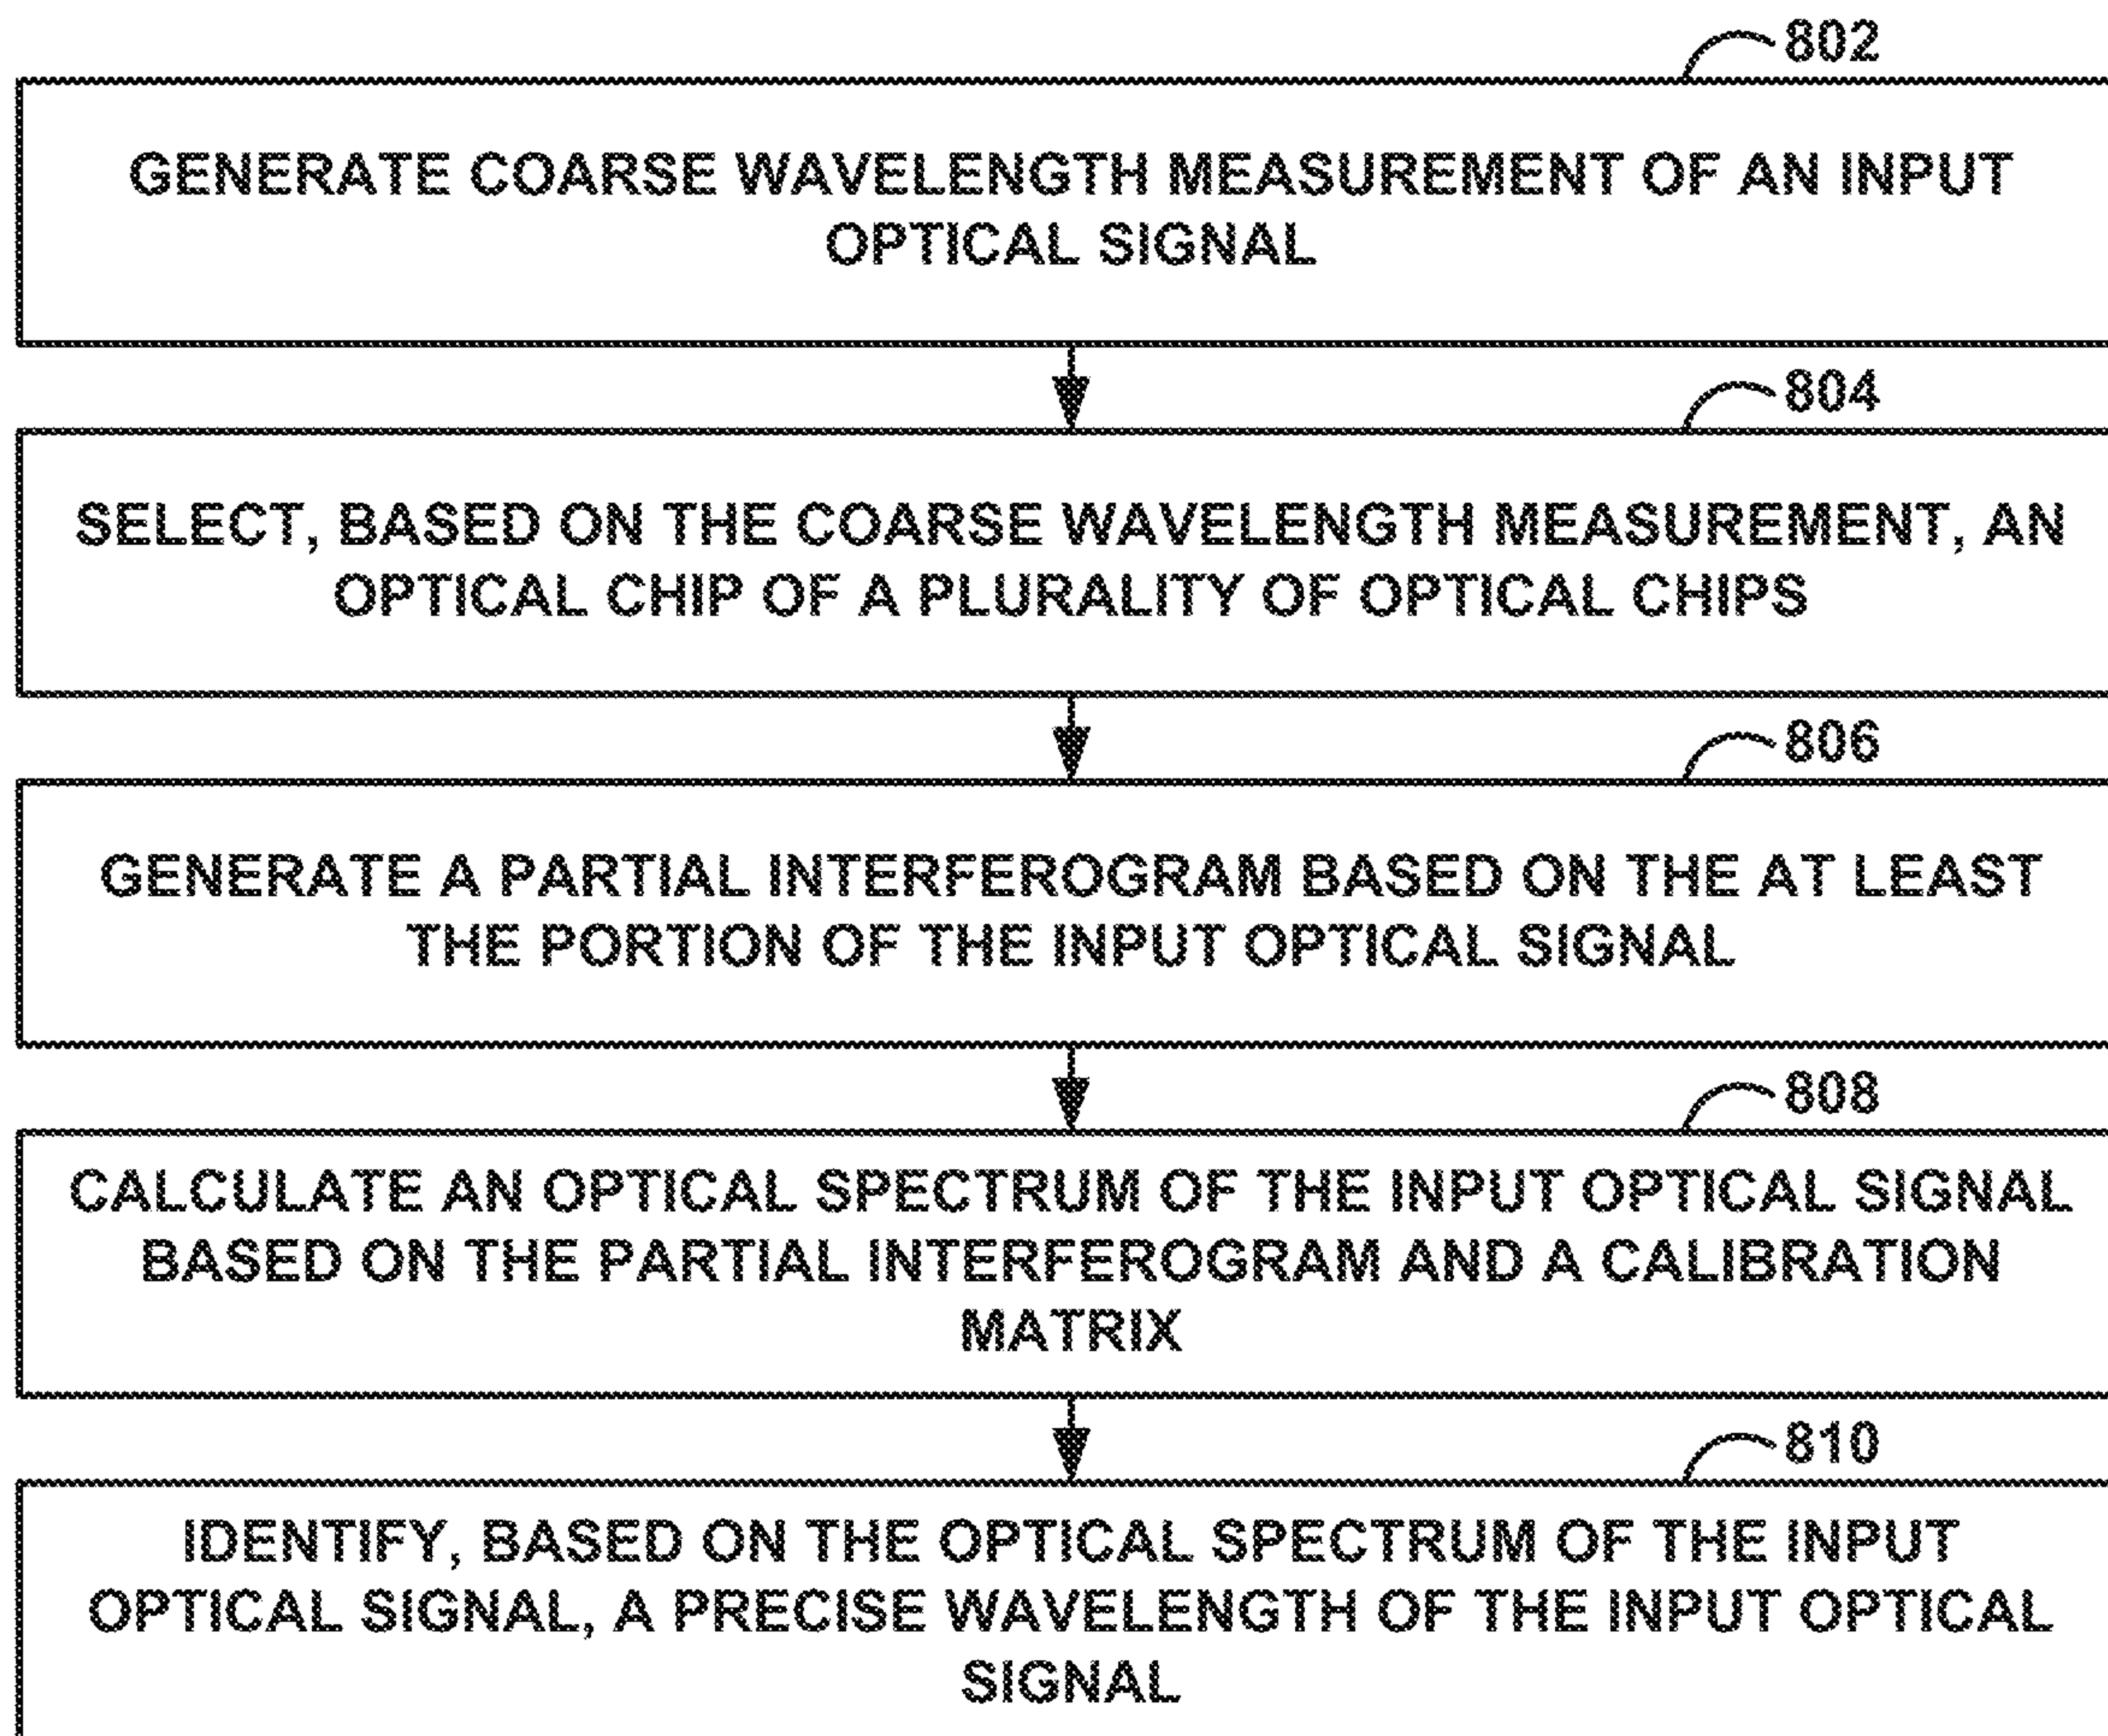 802
GENERATE COARSE WAVELENGTH MEASUREMENT OF AN INPUT
OPTICAL SIGNAL
804
SELECT, BASED ON THE COARSE WAVELENGTH MEASUREMENT, AN
OPTICAL CHIP OF A PLURALITY OF OPTICAL CHIPS
806
GENERATE A PARTIAL INTERFEROGRAM BASED ON THE AT LEAST
THE PORTION OF THE INPUT OPTICAL SIGNAL
808
CALCULATE AN OPTICAL SPECTRUM OF THE INPUT OPTICAL SIGNAL
BASED ON THE PARTIAL INTERFEROGRAM AND A CALIBRATION
MATRIX
810
IDENTIFY, BASED ON THE OPTICAL SPECTRUM OF THE INPUT
OPTICAL SIGNAL, A PRECISE WAVELENGTH OF THE INPUT OPTICAL
SIGNAL